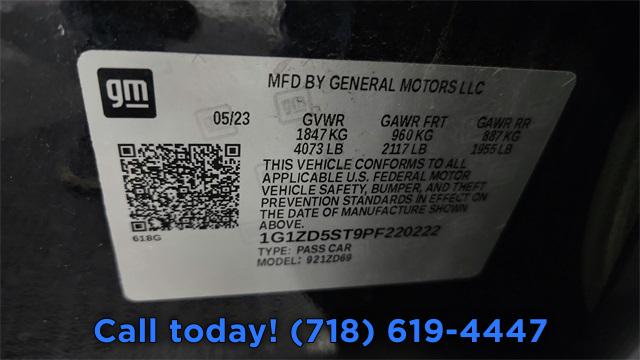 gm
MFD BY GENERAL MOTORS LLC
05/23 GVWR GAWR FRT GAWR RR
1847 KG 960 KG 887 KG
4073 LB 2117 LB 1955 LB
THIS VEHICLE CONFORMS TO ALL
APPLICABLE U.S. FEDERAL MOTOR
VEHICLE SAFETY, BUMPER, AND THEFT
PREVENTION STANDARDS IN EFFECT ON
THE DATE OF MANUFACTURE SHOWN
ABOVE.
618G
1G1ZD5ST9PF220222
TYPE: PASS CAR
MODEL: 921ZD69
Call today! (718) 619-4447